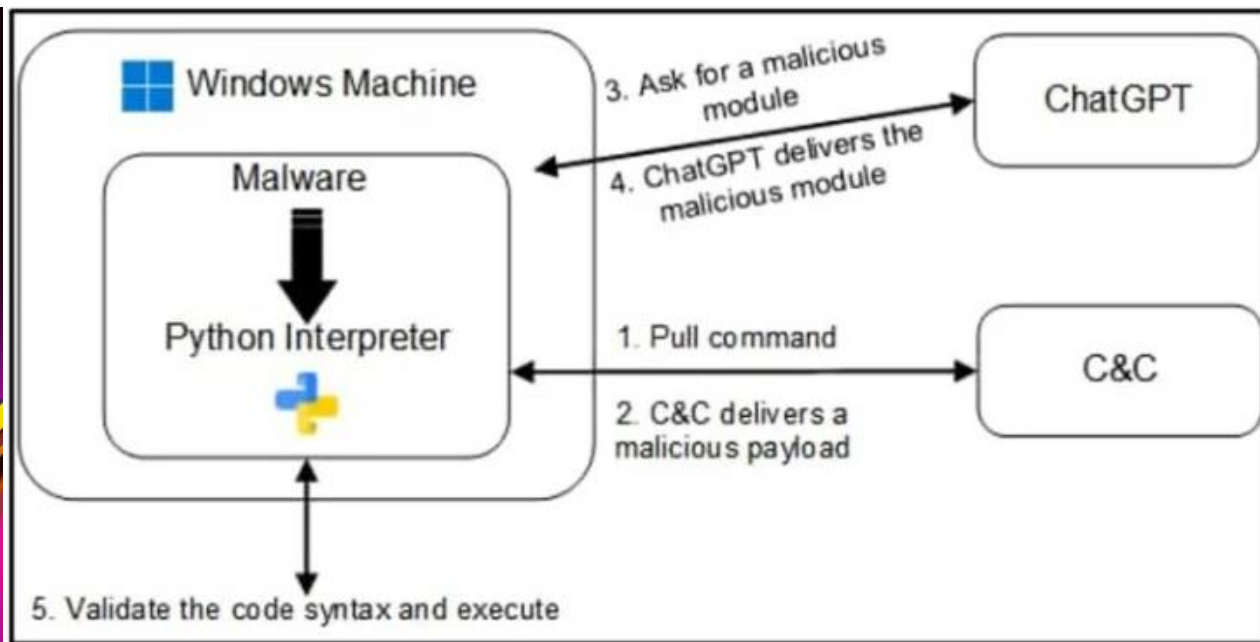 Windows Machine
Malware
Python Interpreter
3. Ask for a malicious
module
4. ChatGPT delivers the
malicious module
ChatGPT
1. Pull command
2. C&C delivers a
malicious payload
C&C
5. Validate the code syntax and execute